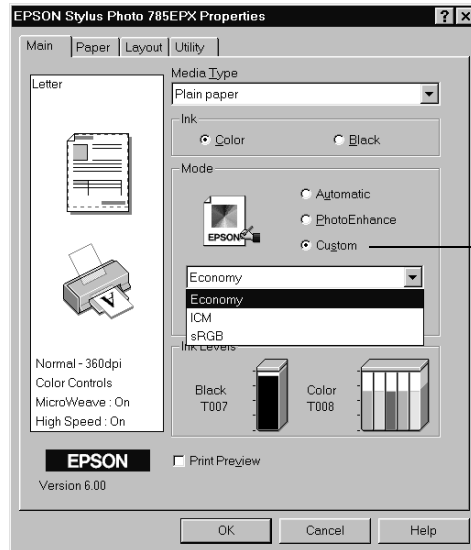 EPSON Stylus Photo 785EPX Properties
Main Paper Layout Utility
Letter
Media Type
Plain paper
Ink
Color Black
Mode
EPSON
Automatic
PhotoEnhance
Custom
Economy
Economy
ICM
sRGB
Ink Levels
Black
T007
Color
T008
A
Normal - 360dpi
Color Controls
MicroWeave : On
High Speed : On
EPSON
Version 6.00
Print Preview
OK Cancel Help